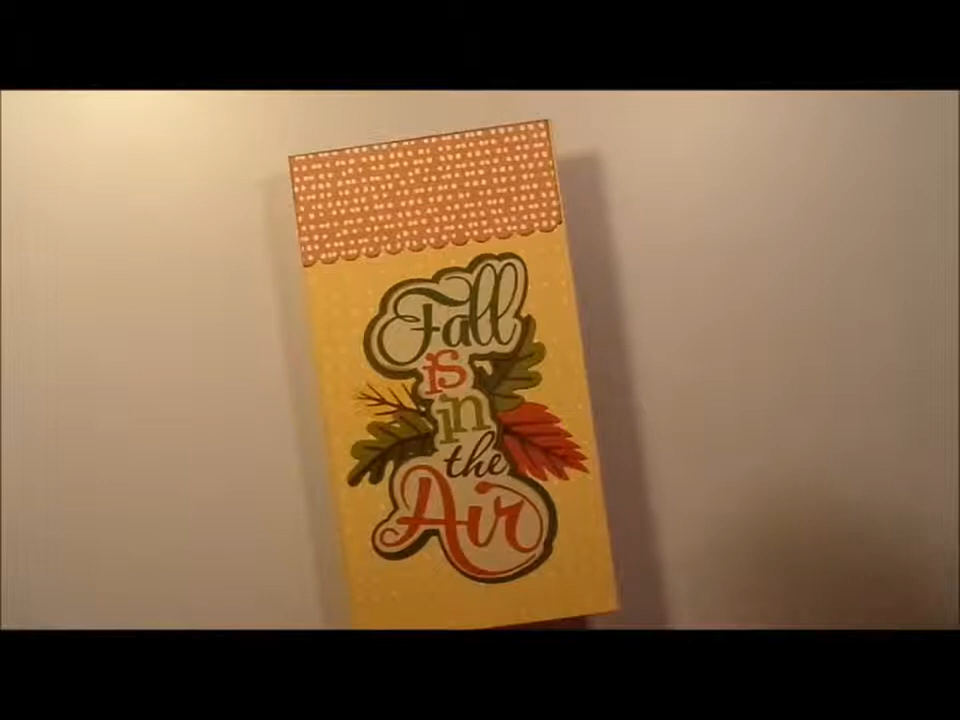 Fall
is
in
the
Air